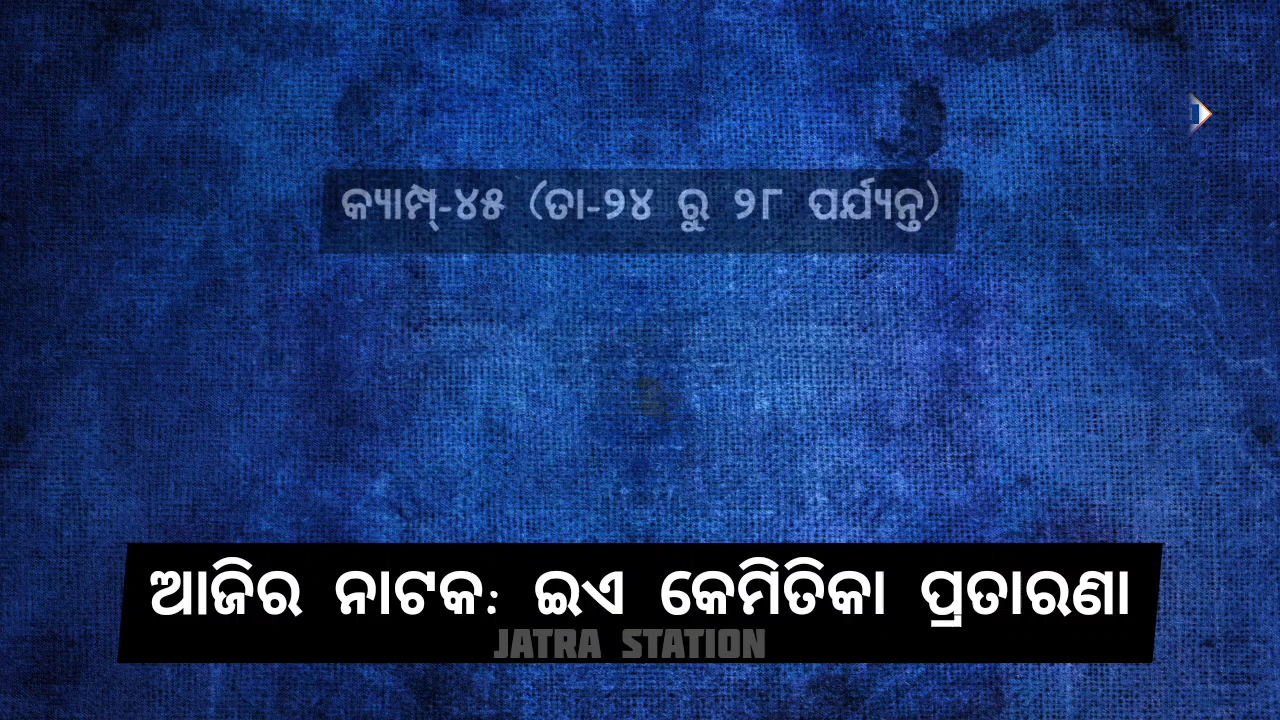 କ୍ୟାମ୍ପ୍-୪୫ (ତା-୨୪ ରୁ ୨୮ ପର୍ଯ୍ୟନ୍ତ)
ଆଜିର ନାଟକ: ଇଏ କେମିତିକା ପ୍ରତାରଣା
JATRA STATION